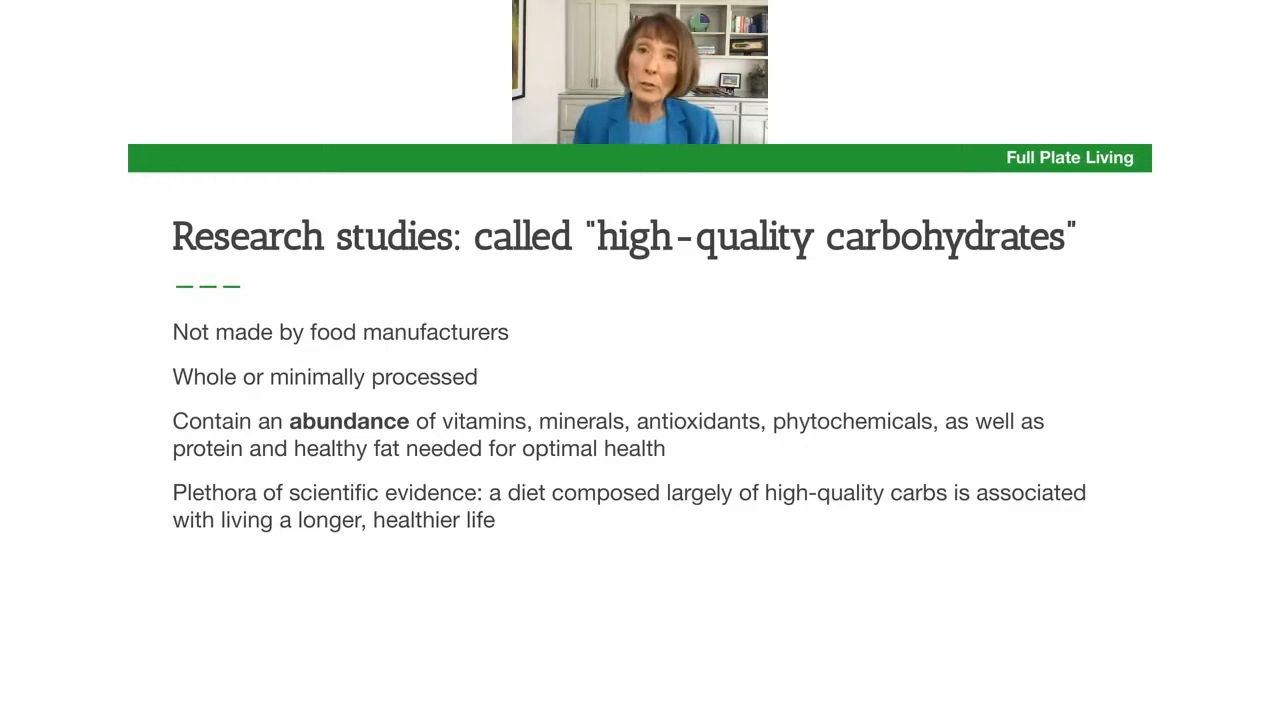 Full Plate Living
Research studies: called "high-quality carbohydrates"
Not made by food manufacturers
Whole or minimally processed
Contain an abundance of vitamins, minerals, antioxidants, phytochemicals, as well as
protein and healthy fat needed for optimal health
Plethora of scientific evidence: a diet composed largely of high-quality carbs is associated
with living a longer, healthier life